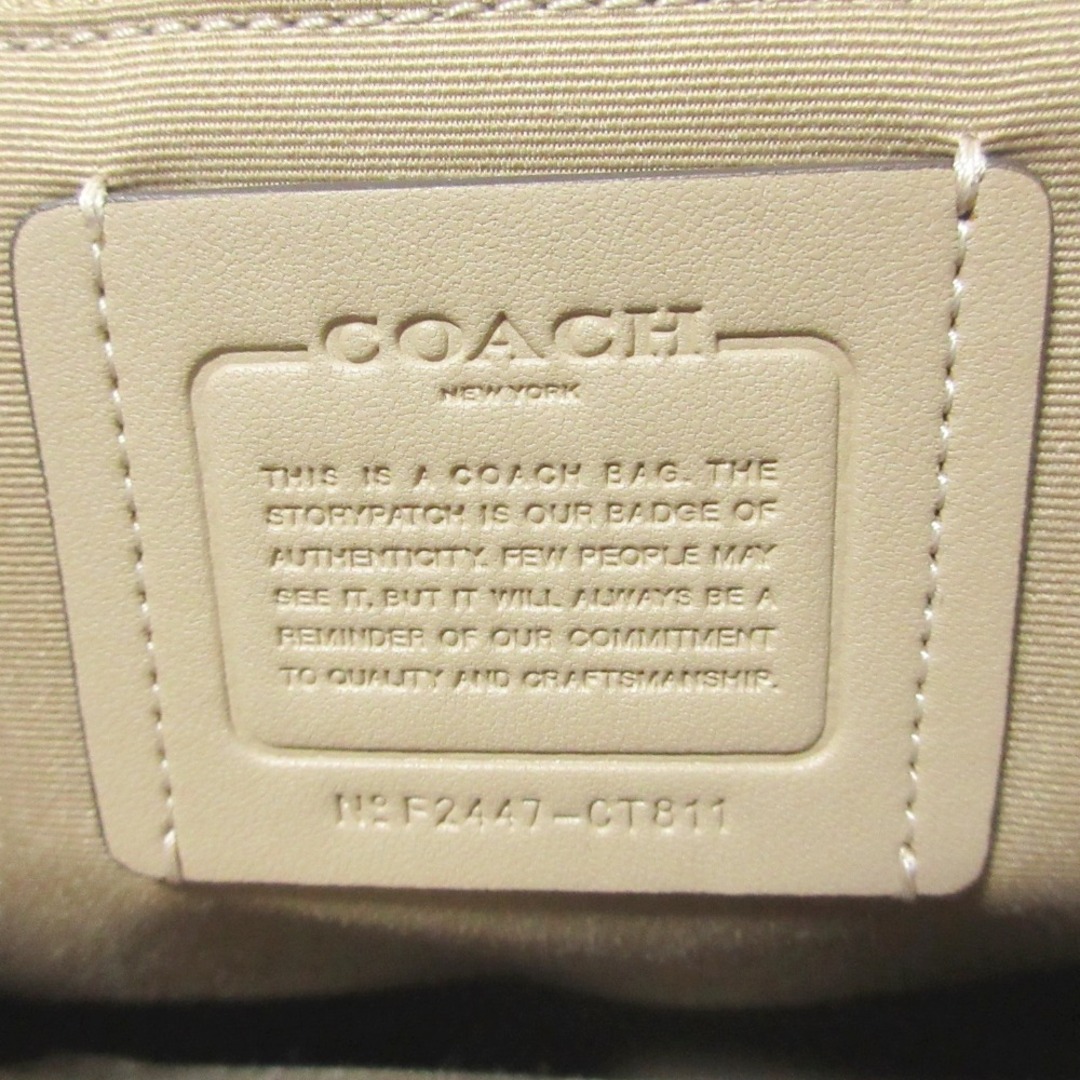 COACH
NEW YORK
THIS IS A COACH BAG. THE
STORYPATCH IS OUR BADGE OF
AUTHENTICITY. FEW PEOPLE MAY
SEE IT, BUT IT WILL ALWAYS BE A
REMINDER OF OUR COMMITMENT
TO QUALITY AND CRAFTSMANSHIP.
Nº F2447-CT811